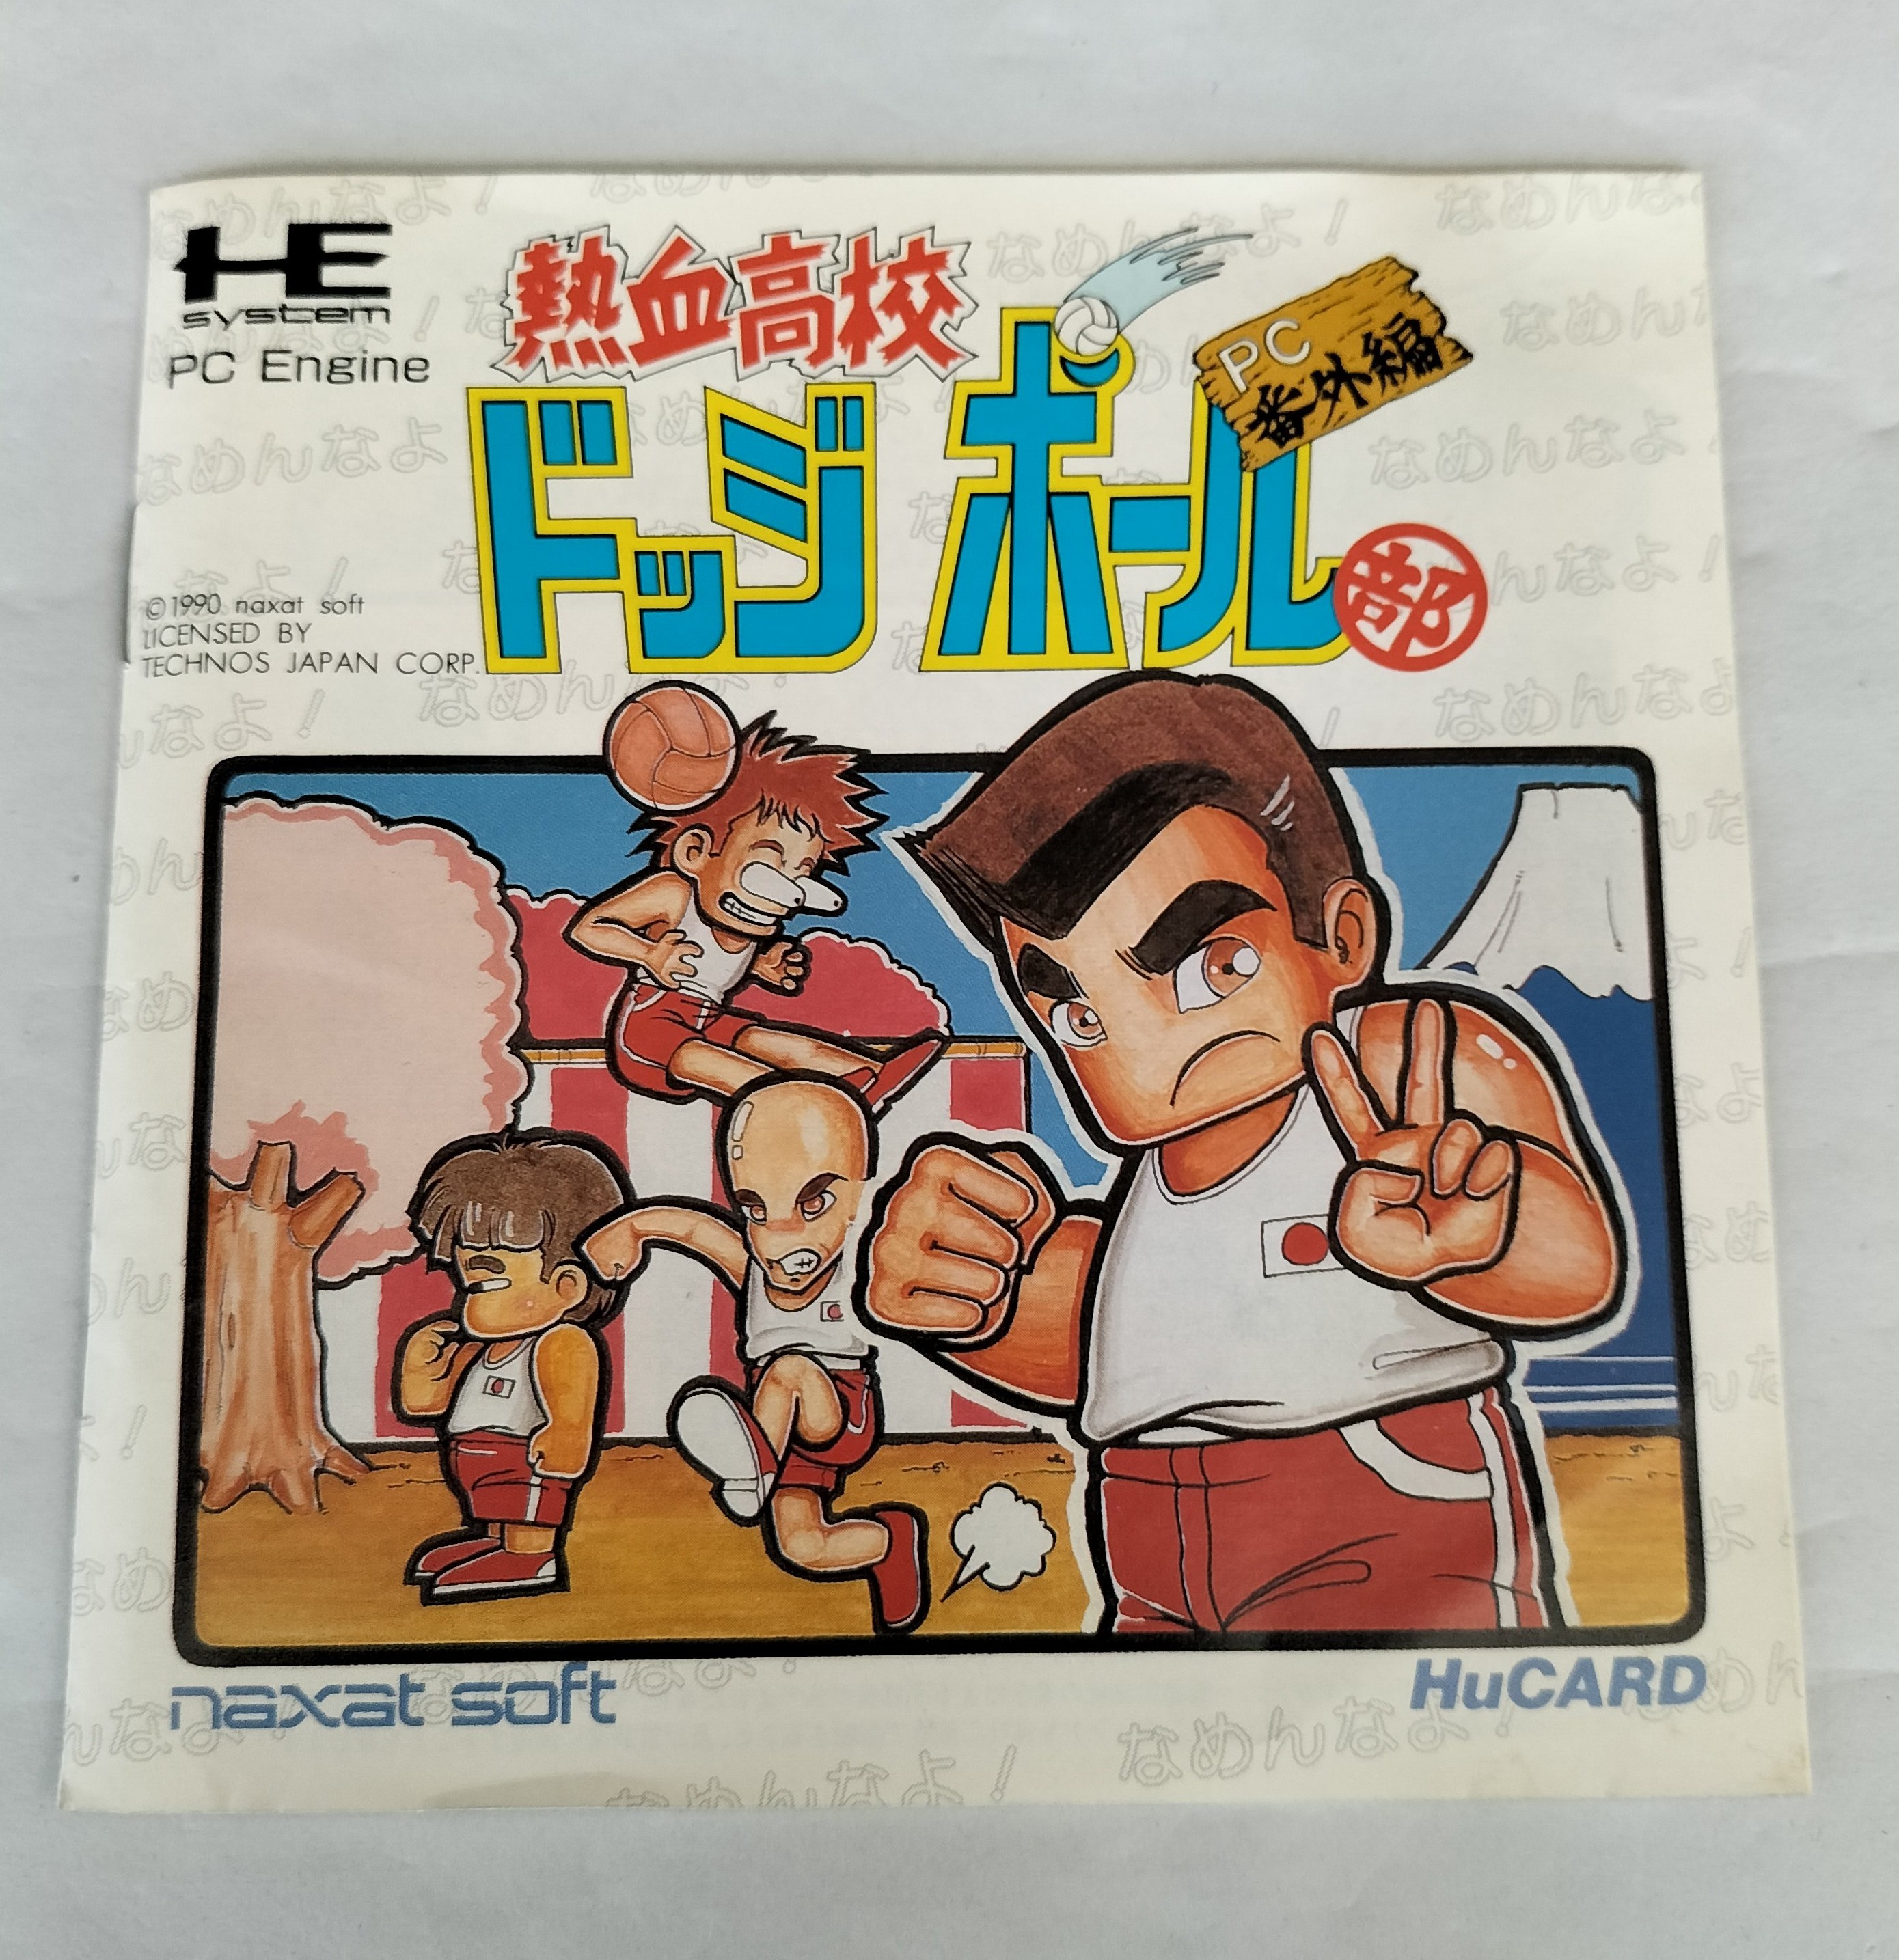 HE
system
PC Engine
熱血高校
ドッジボール部
PC
番外編
©1990 naxat soft
LICENSED BY
TECHNOS JAPAN CORP.
naxat soft
HuCARD
なめんなよ!